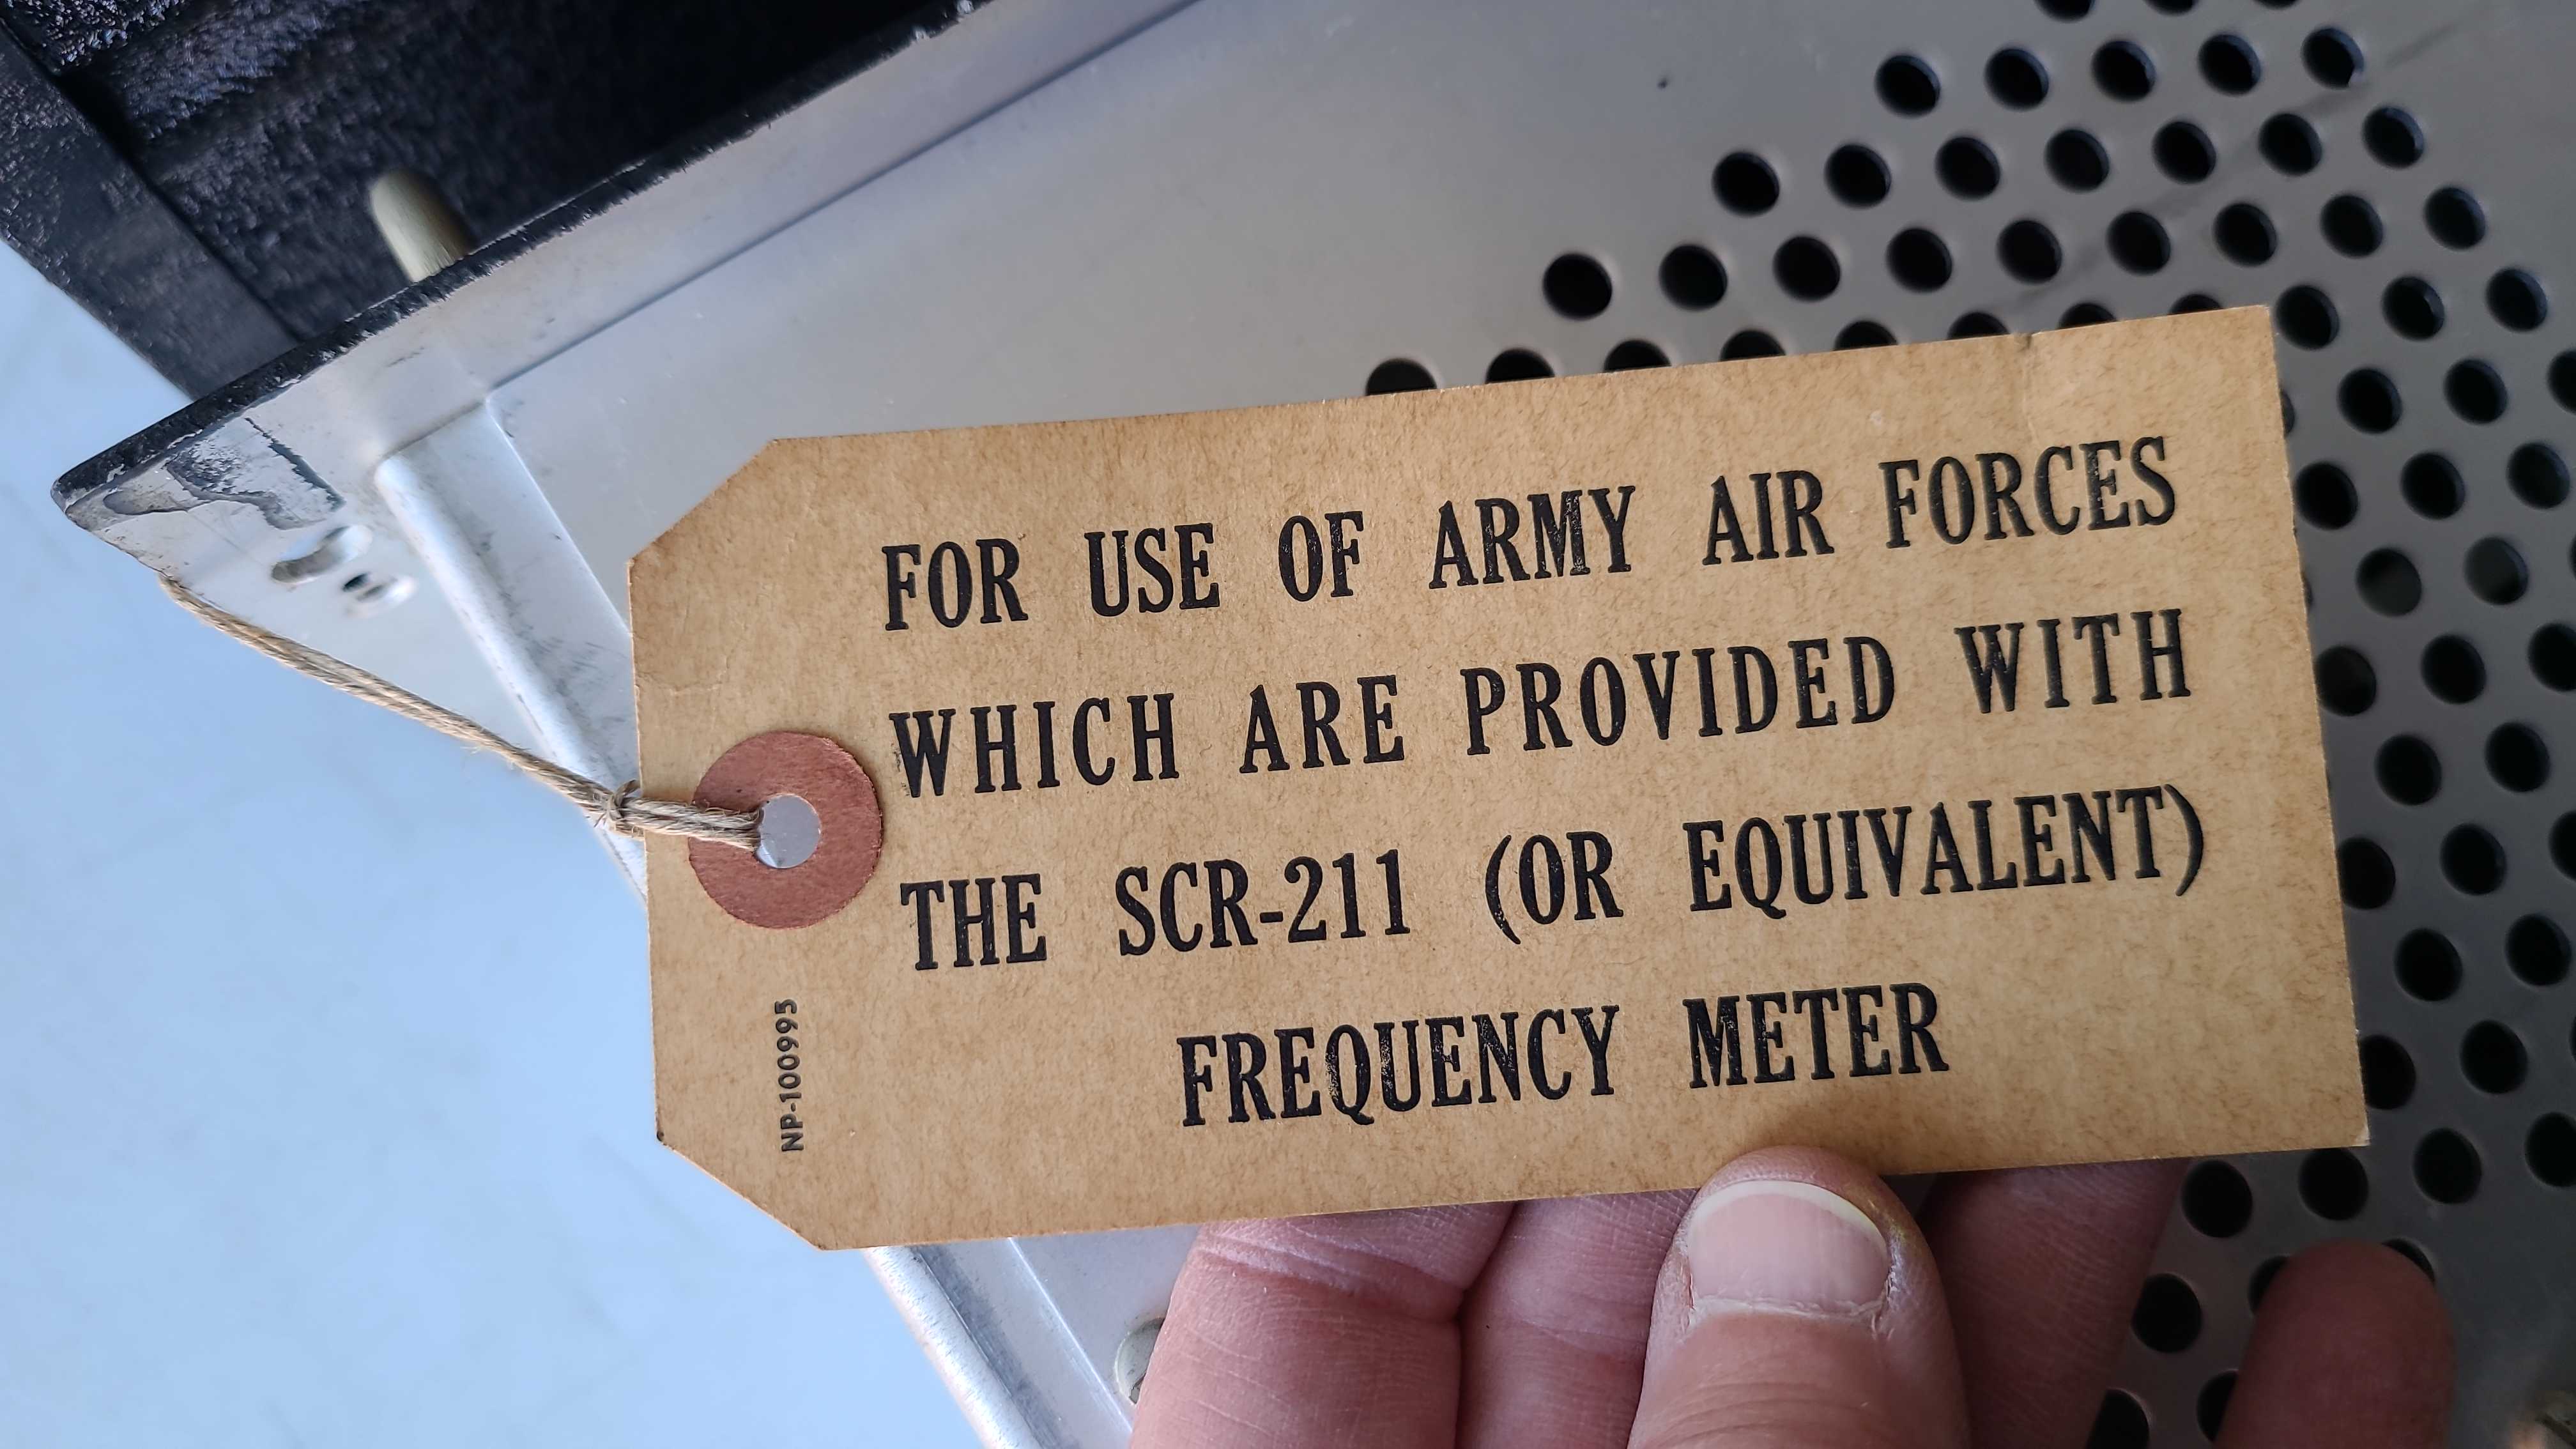 FOR USE OF ARMY AIR FORCES
WHICH ARE PROVIDED WITH
THE SCR-211 (OR EQUIVALENT)
FREQUENCY METER
NP-100995